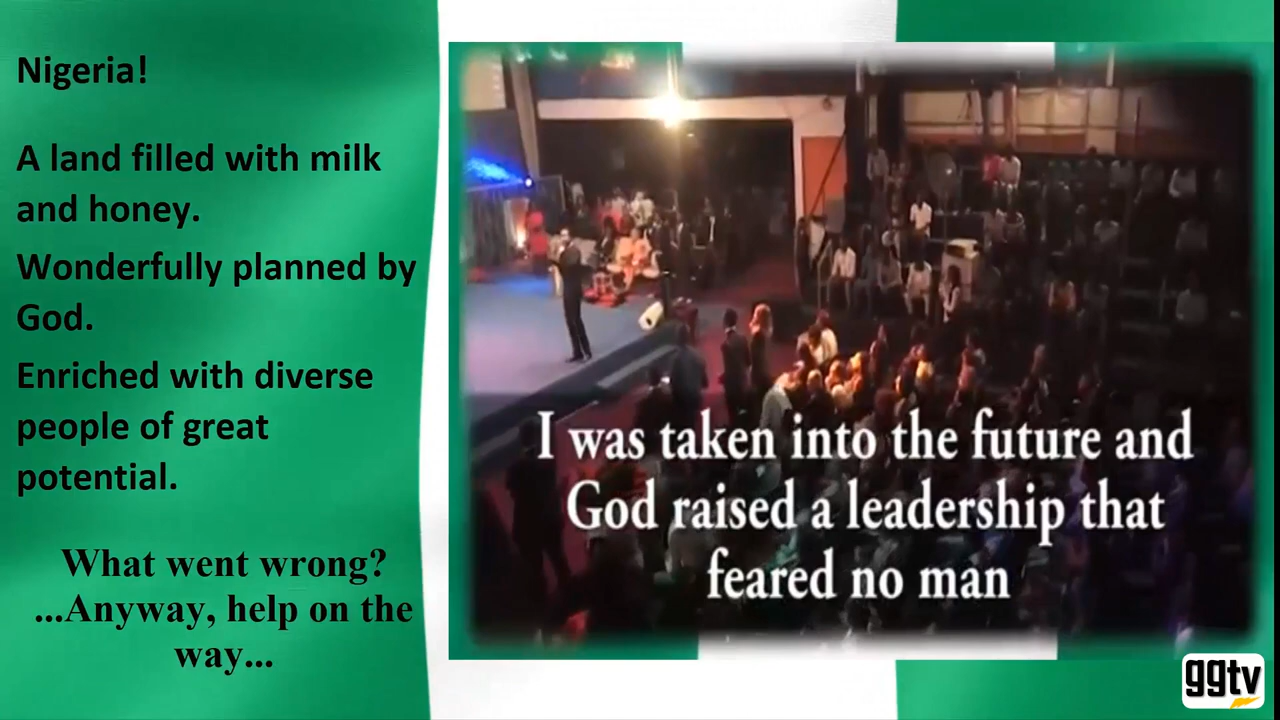 Nigeria!
A land filled with milk
and honey.
Wonderfully planned by
God.
Enriched with diverse
people of great
potential.
What went wrong?
...Anyway, help on the
way...
I was taken into the future and
God raised a leadership that
feared no man
ggtv